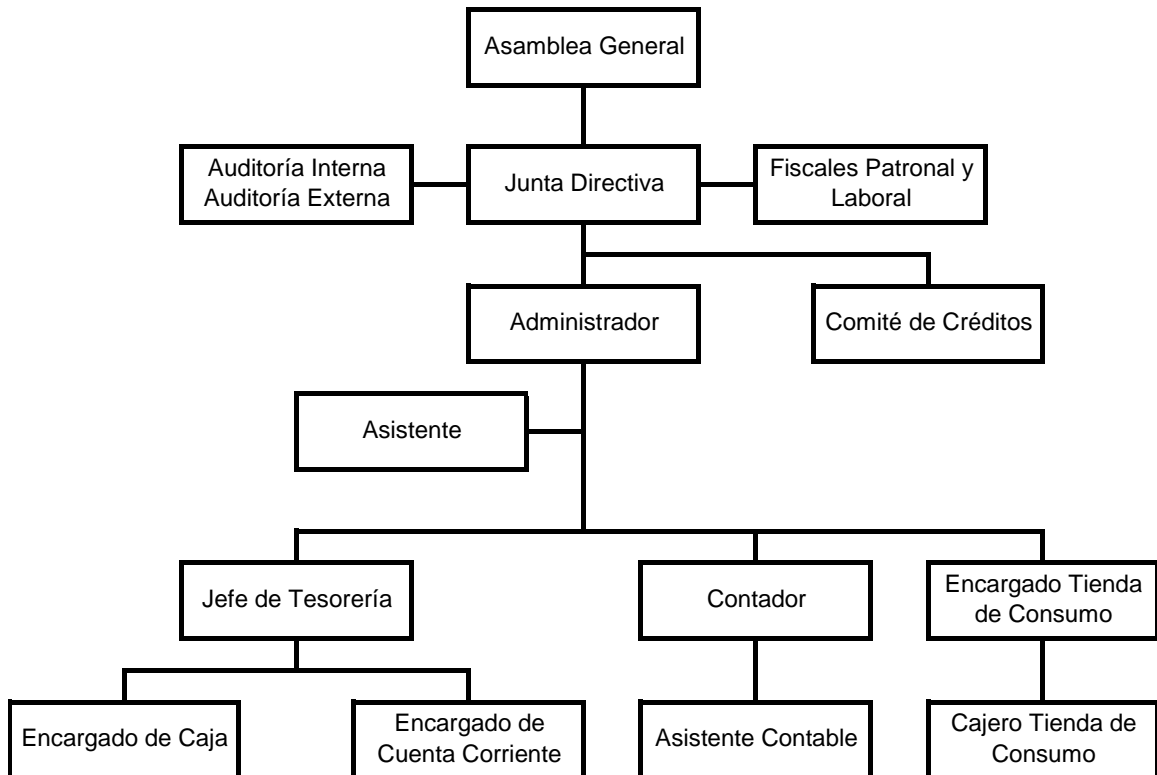 Asamblea General
Auditoría Interna
Auditoría Externa
Junta Directiva
Fiscales Patronal y
Laboral
Administrador
Comité de Créditos
Asistente
Jefe de Tesorería
Contador
Encargado Tienda
de Consumo
Encargado de Caja
Encargado de
Cuenta Corriente
Asistente Contable
Cajero Tienda de
Consumo